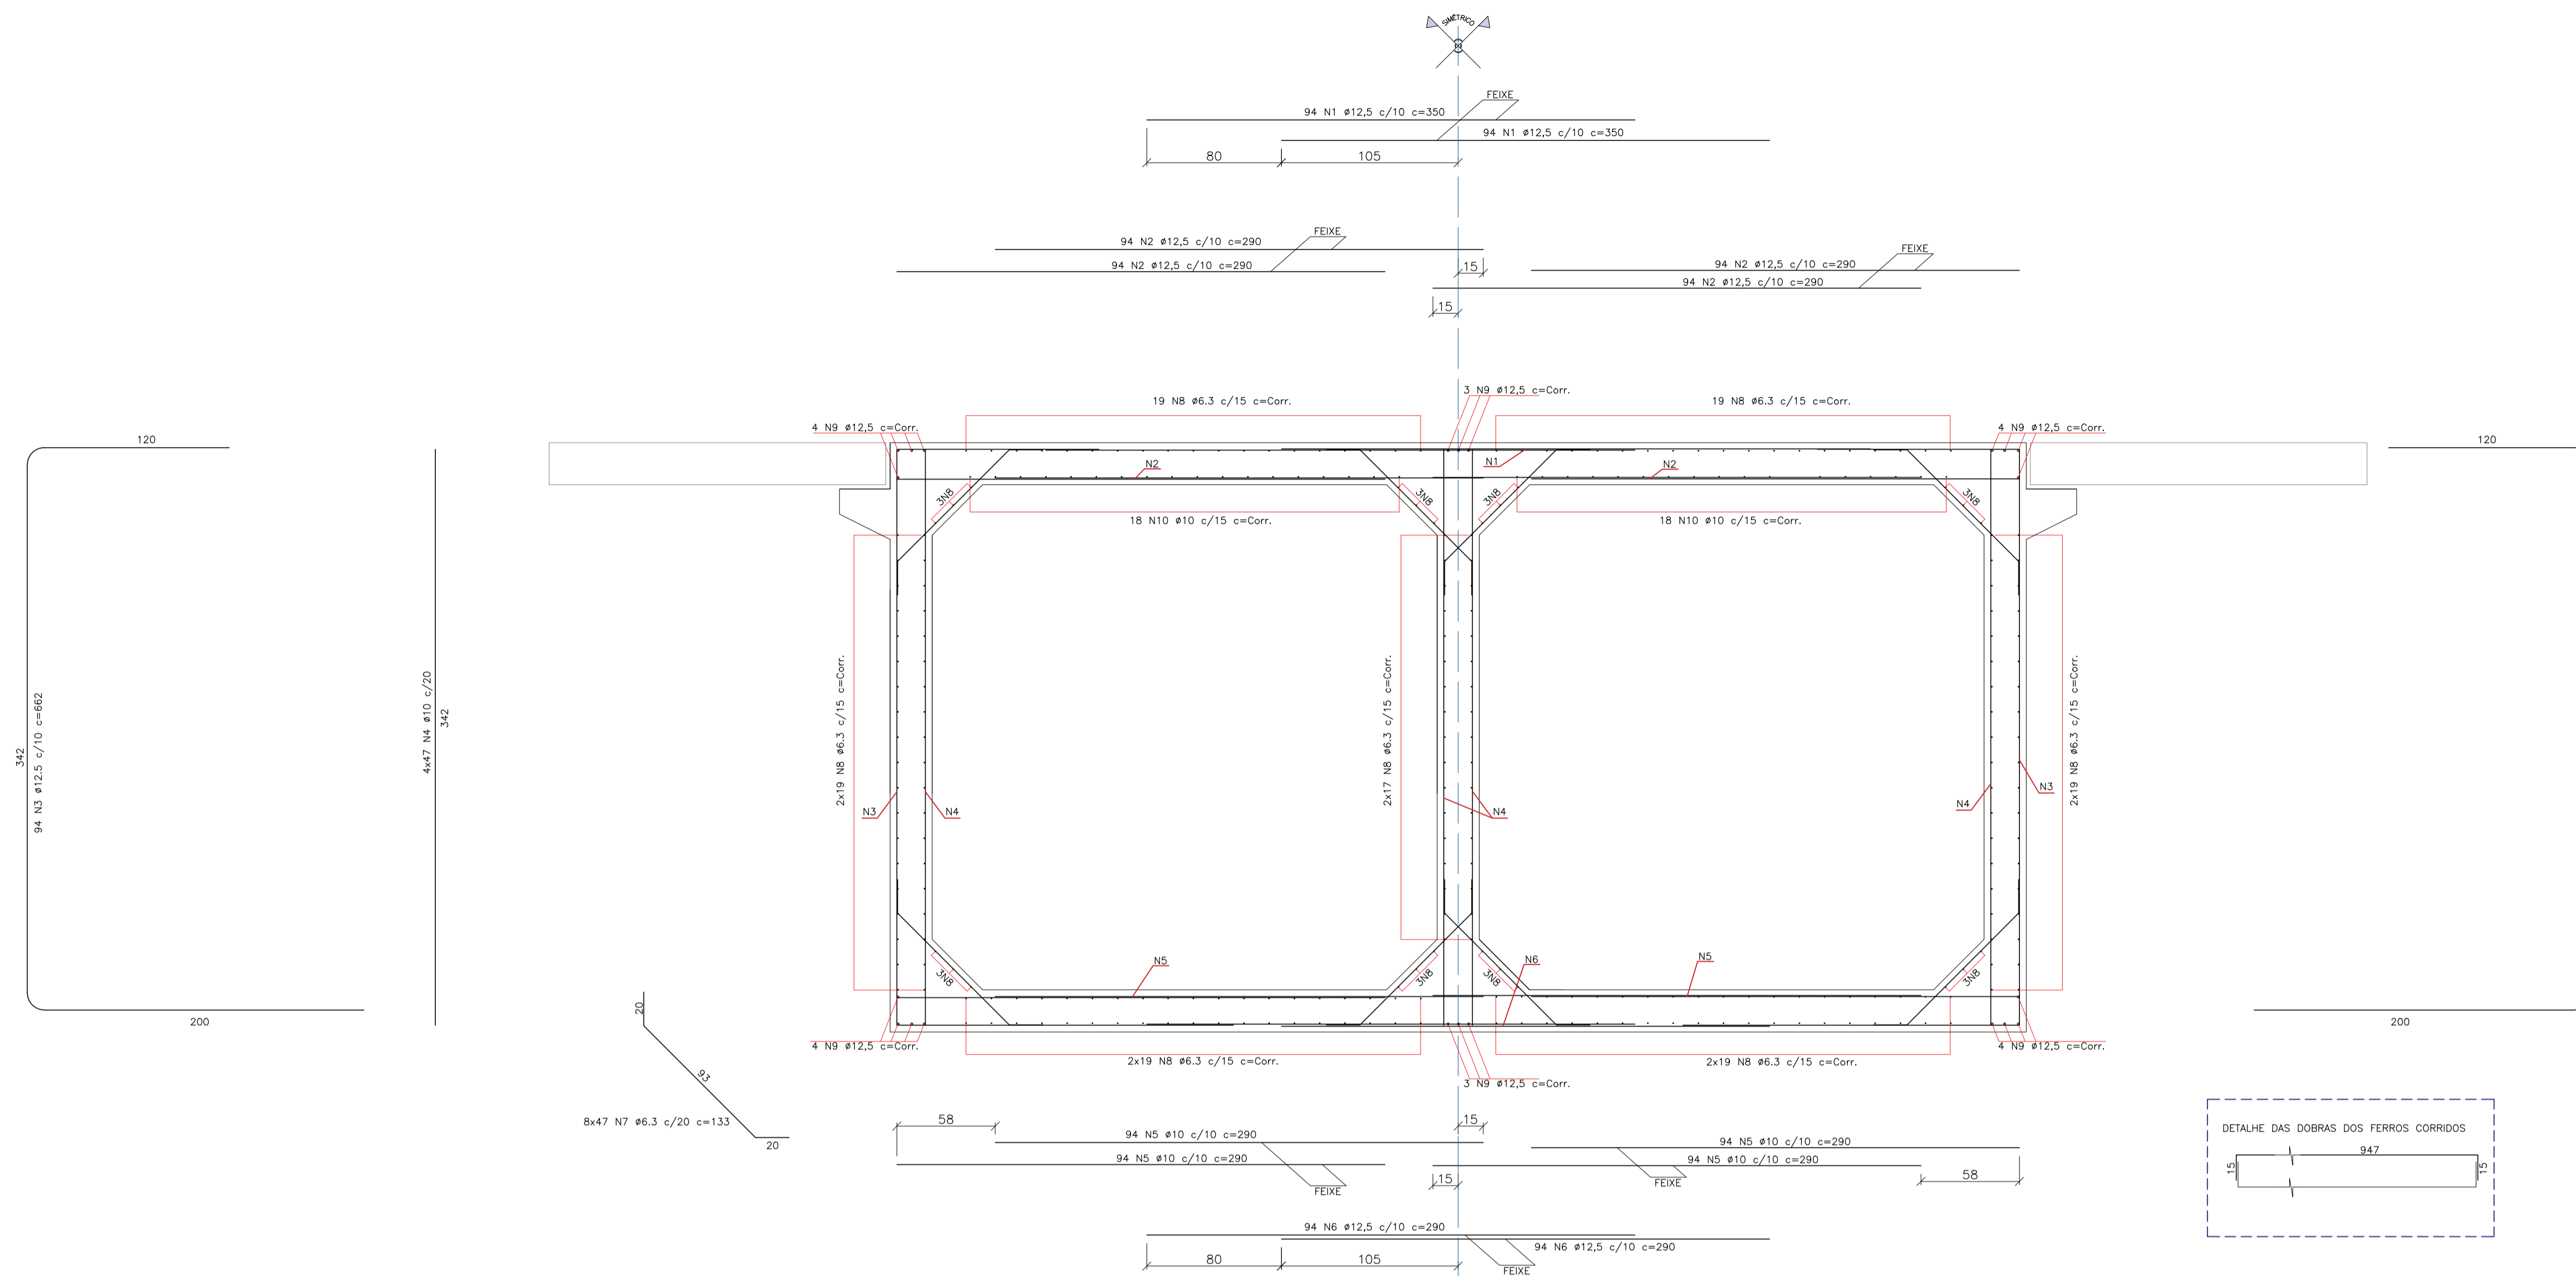 SIMÉTRICO
FEIXE
94 N1 ø12,5 c/10 c=350
94 N1 ø12,5 c/10 c=350
80
105
FEIXE
94 N2 ø12,5 c/10 c=290
94 N2 ø12,5 c/10 c=290
15
FEIXE
94 N2 ø12,5 c/10 c=290
94 N2 ø12,5 c/10 c=290
15
3 N9 ø12,5 c=Corr.
19 N8 ø6.3 c/15 c=Corr.
19 N8 ø6.3 c/15 c=Corr.
4 N9 ø12,5 c=Corr.
4 N9 ø12,5 c=Corr.
120
120
N2
N1
N2
3N8
3N8
3N8
3N8
18 N10 ø10 c/15 c=Corr.
18 N10 ø10 c/15 c=Corr.
342
94 N3 ø12.5 c/10 c=662
4x47 N4 ø10 c/20
342
2x19 N8 ø6.3 c/15 c=Corr.
2x17 N8 ø6.3 c/15 c=Corr.
2x19 N8 ø6.3 c/15 c=Corr.
N3
N4
N4
N4
N3
N5
N6
N5
3N8
3N8
3N8
3N8
200
200
4 N9 ø12,5 c=Corr.
4 N9 ø12,5 c=Corr.
2x19 N8 ø6.3 c/15 c=Corr.
2x19 N8 ø6.3 c/15 c=Corr.
3 N9 ø12,5 c=Corr.
20
93
8x47 N7 ø6.3 c/20 c=133
20
58
15
94 N5 ø10 c/10 c=290
94 N5 ø10 c/10 c=290
FEIXE
94 N5 ø10 c/10 c=290
94 N5 ø10 c/10 c=290
15
FEIXE
58
94 N6 ø12,5 c/10 c=290
94 N6 ø12,5 c/10 c=290
80
105
FEIXE
DETALHE DAS DOBRAS DOS FERROS CORRIDOS
947
15
15